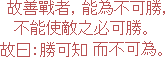 故善戰者，能為不可勝，
不能使敵之必可勝。
故曰：勝可知 而不可為。